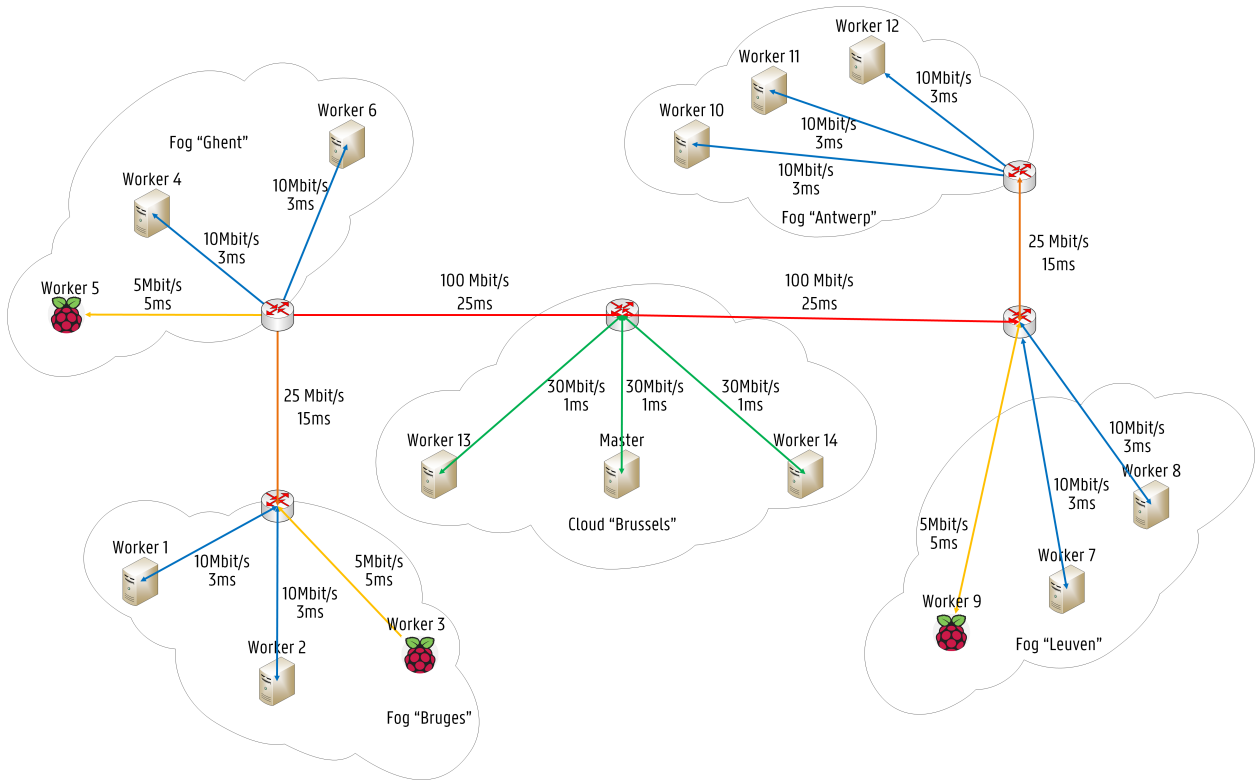 Worker 12
Worker 11
10Mbit/s
3ms
Worker 10
10Mbit/s
3ms
10Mbit/s
3ms
Fog “Antwerp”
Worker 6
Fog “Ghent”
Worker 4
10Mbit/s
3ms
10Mbit/s
3ms
Worker 5
5Mbit/s
5ms
100 Mbit/s
25ms
100 Mbit/s
25ms
25 Mbit/s
15ms
25 Mbit/s
15ms
30Mbit/s
1ms
30Mbit/s
1ms
30Mbit/s
1ms
Worker 13
Master
Worker 14
Cloud “Brussels”
10Mbit/s
3ms
Worker 8
10Mbit/s
3ms
5Mbit/s
5ms
Worker 7
Worker 9
Fog “Leuven”
Worker 1
10Mbit/s
3ms
5Mbit/s
5ms
10Mbit/s
3ms
Worker 3
Worker 2
Fog “Bruges”